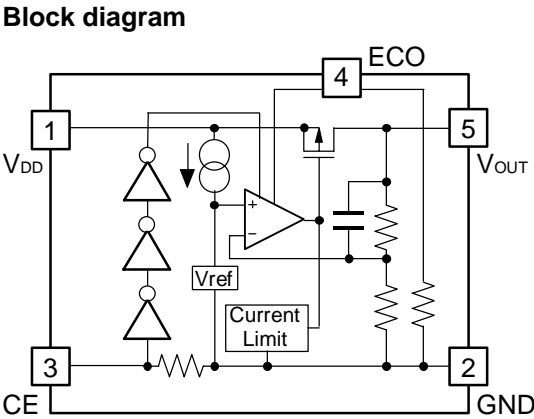 Block diagram
ECO
4
1
5
VDD
VOUT
+
−
Vref
Current
Limit
3
2
CE
GND